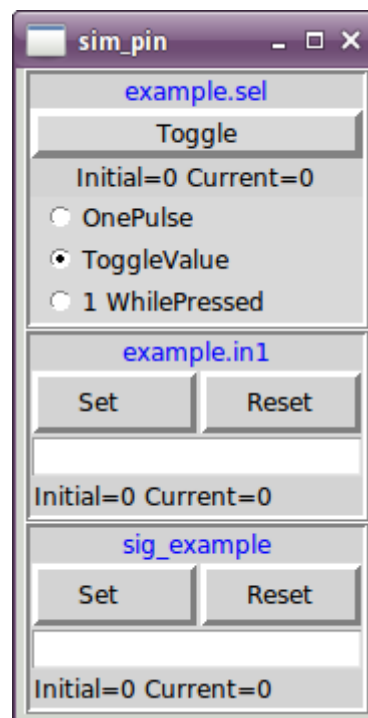 sim_pin
example.sel
Toggle
Initial=0 Current=0
OnePulse
ToggleValue
1 WhilePressed
example.in1
Set Reset
Initial=0 Current=0
sig_example
Set Reset
Initial=0 Current=0